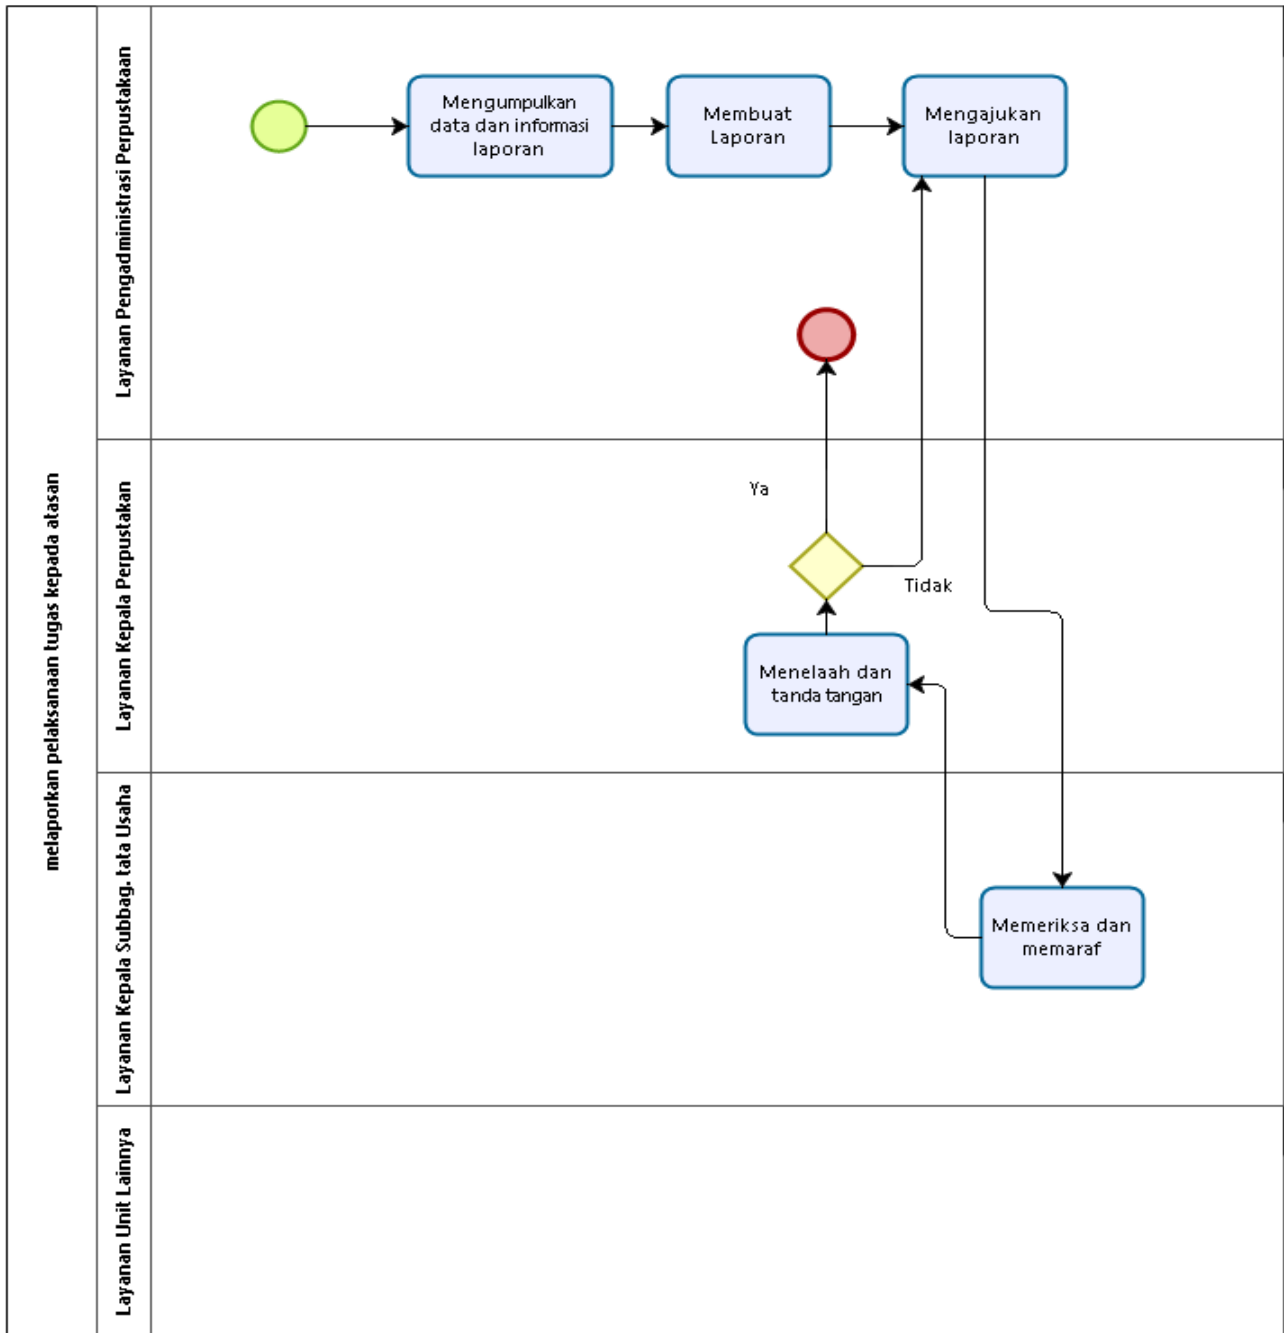 melaporkan pelaksanaan tugas kepada atasan
Layanan Pengadministrasi Perpustakaan
Mengumpulkan
data dan informasi
laporan
Membuat
Laporan
Mengajukan
laporan
Layanan Kepala Perpustakan
Ya
Tidak
Menelaah dan
tanda tangan
Layanan Kepala Subbag. tata Usaha
Memeriksa dan
memaraf
Layanan Unit Lainnya